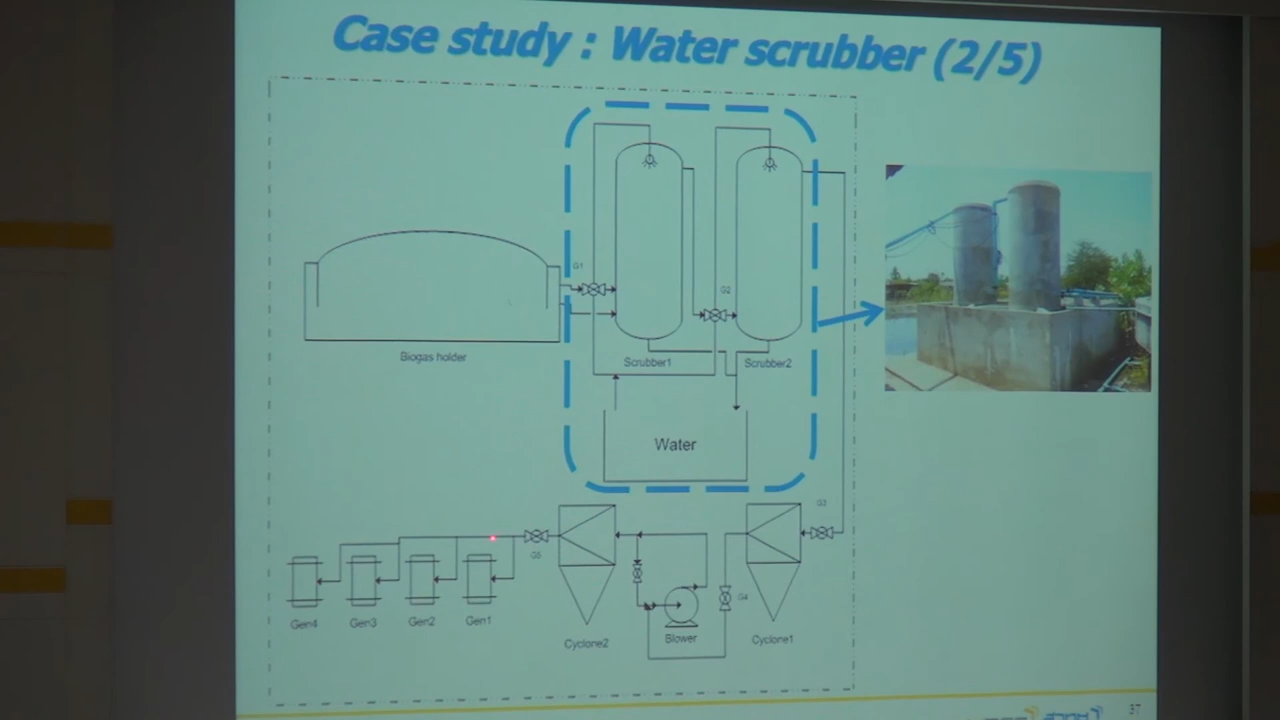 Case study : Water scrubber (2/5)
G1
G2
Biogas holder
Scrubber1
Scrubber2
Water
G3
G5
G4
Gen4
Gen3
Gen2
Gen1
Cyclone2
Blower
Cyclone1
37